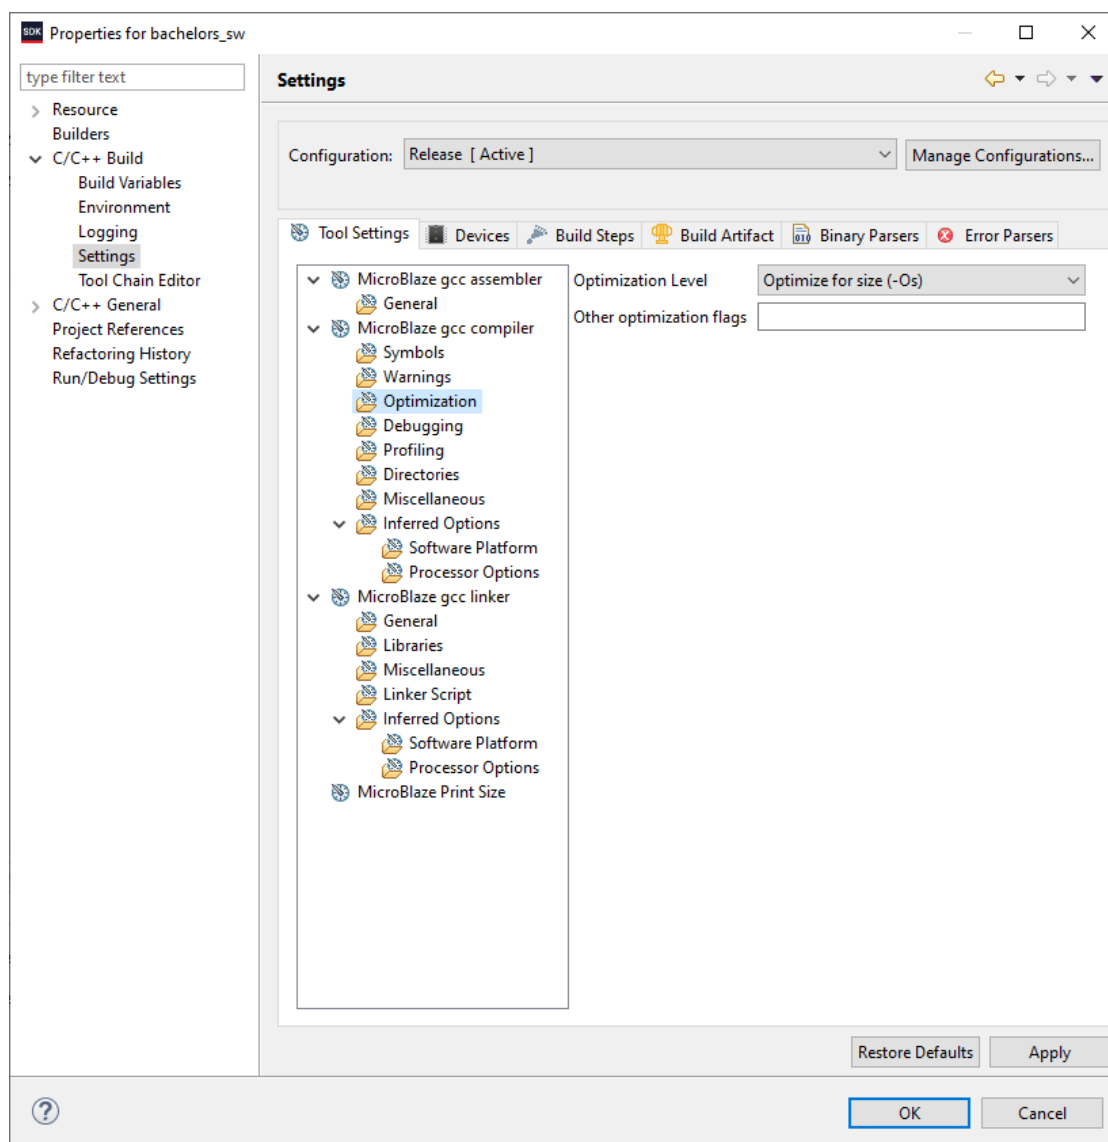 SDK Properties for bachelors_sw
type filter text
Resource
Builders
C/C++ Build
Build Variables
Environment
Logging
Settings
Tool Chain Editor
C/C++ General
Project References
Refactoring History
Run/Debug Settings
Settings
Configuration: Release [ Active ] Manage Configurations...
Tool Settings Devices Build Steps Build Artifact 010 Binary Parsers Error Parsers
MicroBlaze gcc assembler
General
MicroBlaze gcc compiler
Symbols
Warnings
Optimization
Debugging
Profiling
Directories
Miscellaneous
Inferred Options
Software Platform
Processor Options
MicroBlaze gcc linker
General
Libraries
Miscellaneous
Linker Script
Inferred Options
Software Platform
Processor Options
MicroBlaze Print Size
Optimization Level Optimize for size (-Os)
Other optimization flags
Restore Defaults Apply
? OK Cancel